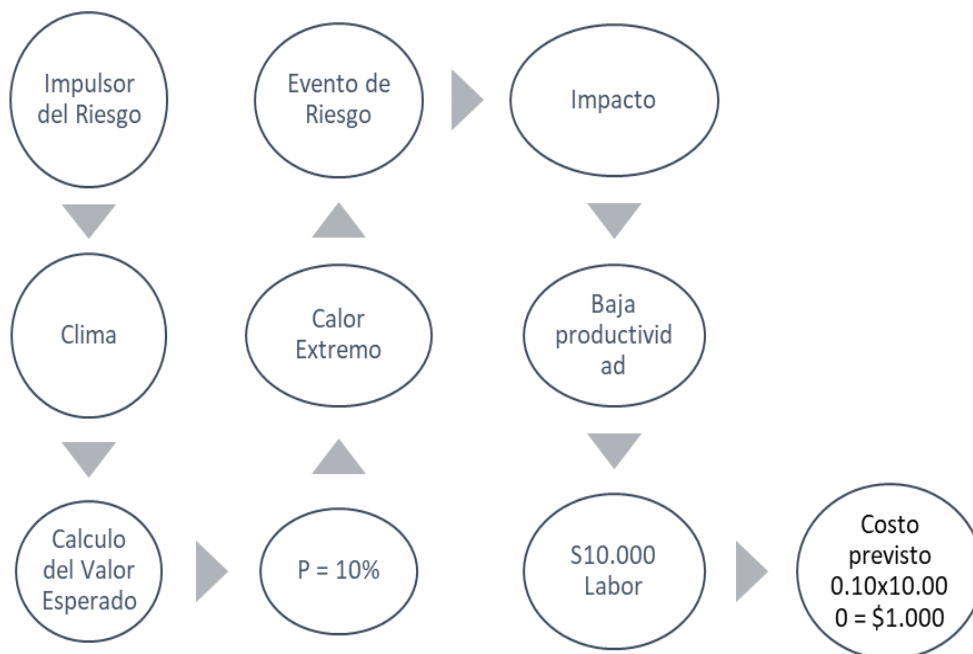 Impulsor
del Riesgo
Clima
Calculo
del Valor
Esperado
P = 10%
Calor
Extremo
Evento de
Riesgo
Impacto
Baja
productivid
ad
S10.000
Labor
Costo
previsto
0.10x10.00
0 = $1.000